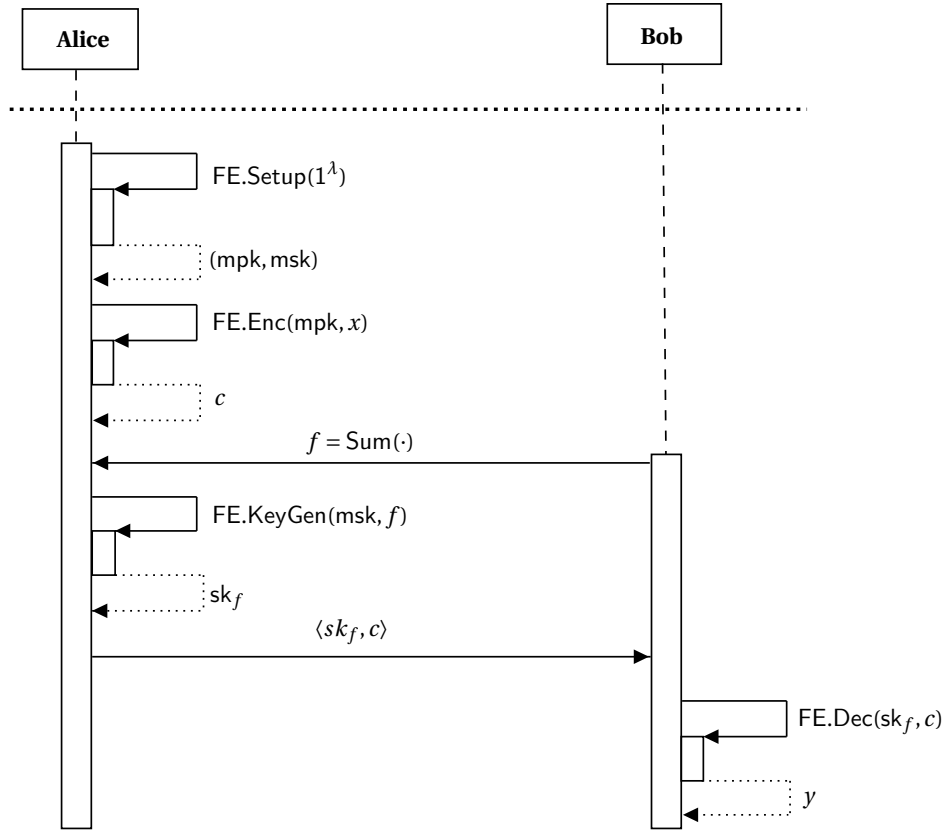 Alice
Bob
FE.Setup(1^λ)
(mpk, msk)
FE.Enc(mpk, x)
c
f = Sum(·)
FE.KeyGen(msk, f)
sk_f
⟨sk_f, c⟩
FE.Dec(sk_f, c)
y